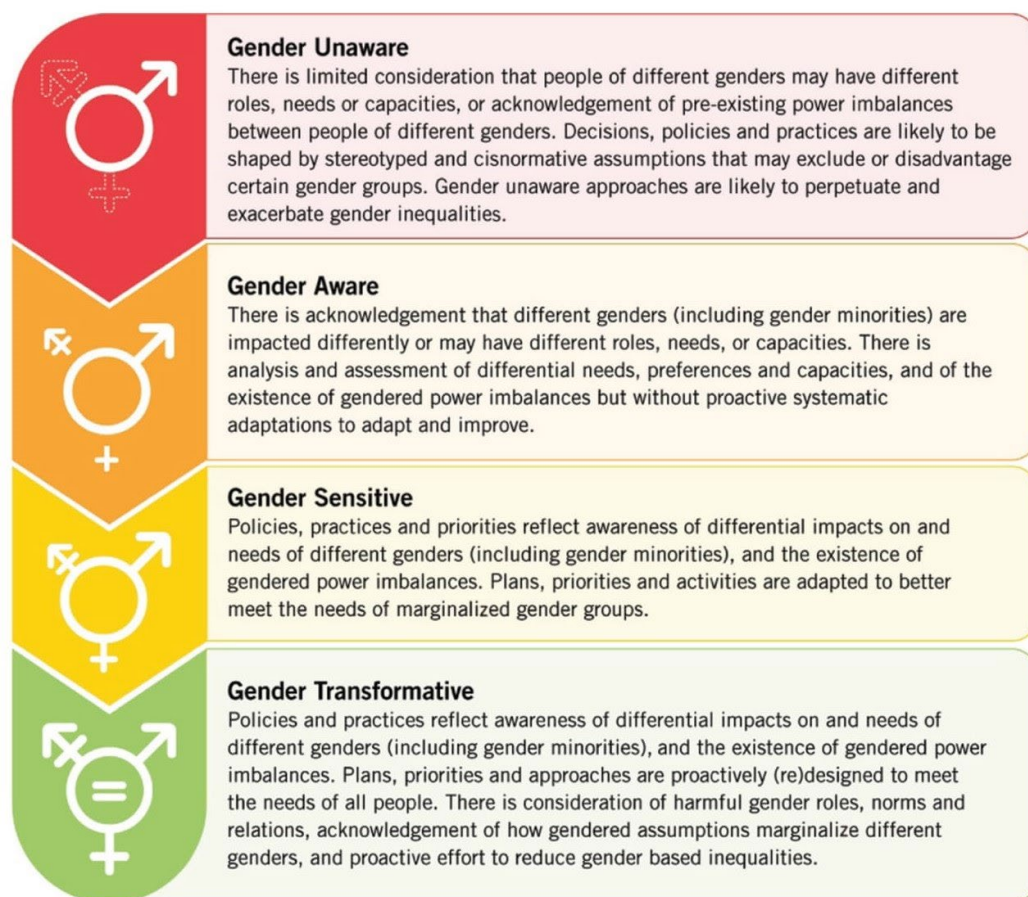 Gender Unaware
There is limited consideration that people of different genders may have different
roles, needs or capacities, or acknowledgement of pre-existing power imbalances
between people of different genders. Decisions, policies and practices are likely to be
shaped by stereotyped and cisnormative assumptions that may exclude or disadvantage
certain gender groups. Gender unaware approaches are likely to perpetuate and
exacerbate gender inequalities.
Gender Aware
There is acknowledgement that different genders (including gender minorities) are
impacted differently or may have different roles, needs, or capacities. There is
analysis and assessment of differential needs, preferences and capacities, and of the
existence of gendered power imbalances but without proactive systematic
adaptations to adapt and improve.
Gender Sensitive
Policies, practices and priorities reflect awareness of differential impacts on and
needs of different genders (including gender minorities), and the existence of
gendered power imbalances. Plans, priorities and activities are adapted to better
meet the needs of marginalized gender groups.
Gender Transformative
Policies and practices reflect awareness of differential impacts on and needs of
different genders (including gender minorities), and the existence of gendered power
imbalances. Plans, priorities and approaches are proactively (re)designed to meet
the needs of all people. There is consideration of harmful gender roles, norms and
relations, acknowledgement of how gendered assumptions marginalize different
genders, and proactive effort to reduce gender based inequalities.